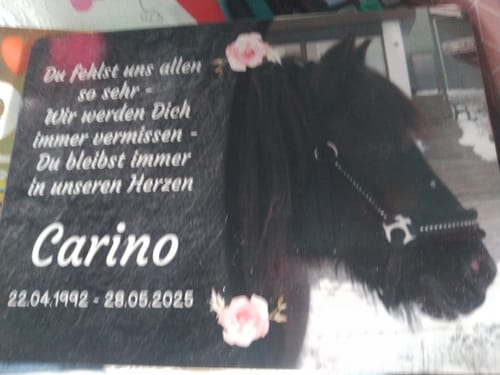 Du fehlst uns allen
so sehr -
Wir werden Dich
immer vermissen -
Du bleibst immer
in unseren Herzen
Carino
22.04.1992 - 28.05.2025